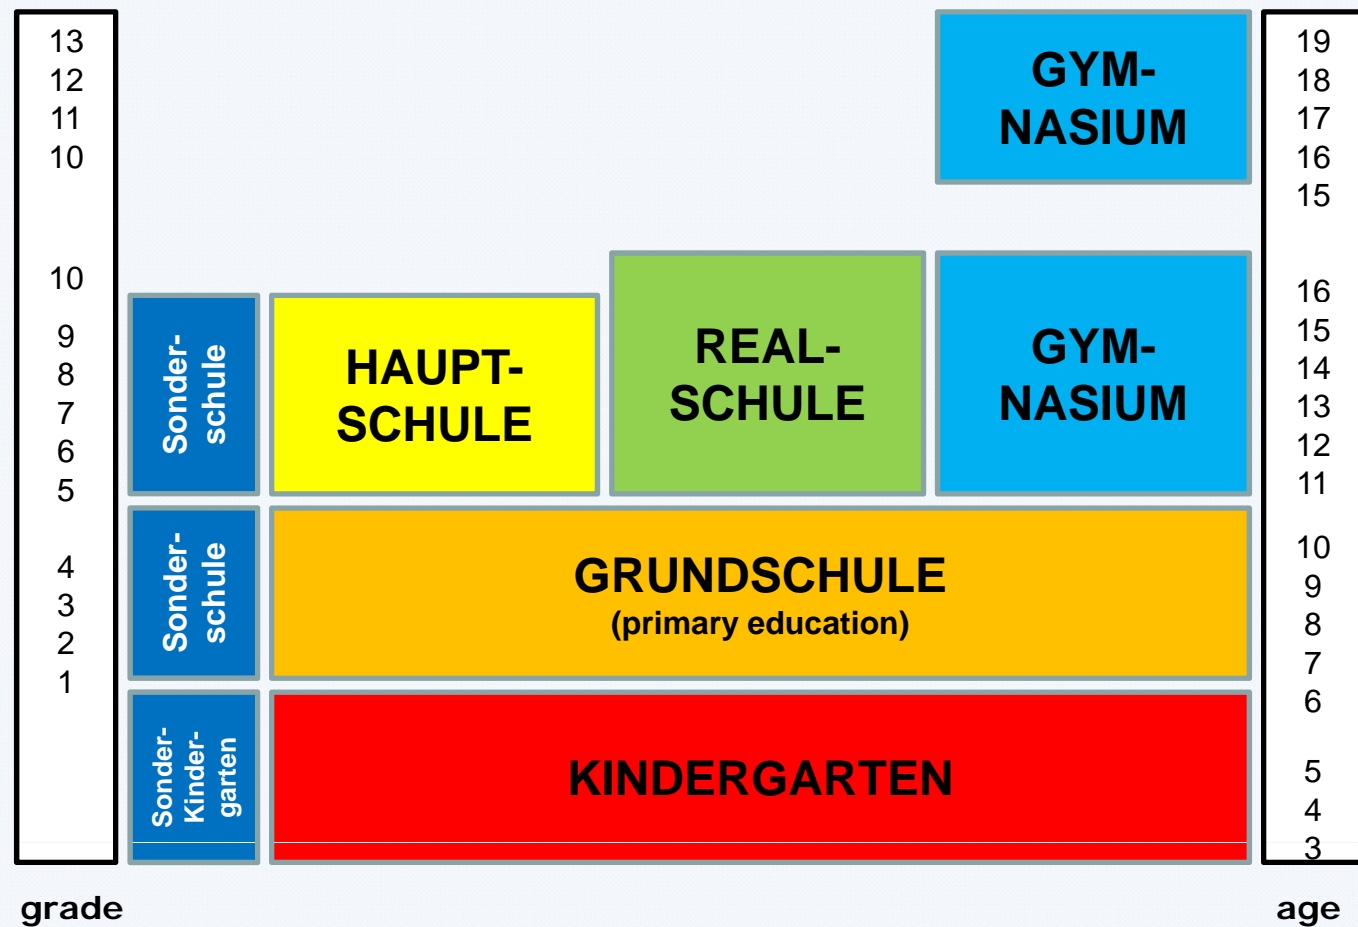 13
12
11
10
10
9
8
7
6
5
4
3
2
1
GYM-
NASIUM
Sonder-
schule
HAUPT-
SCHULE
REAL-
SCHULE
GYM-
NASIUM
Sonder-
schule
GRUNDSCHULE
(primary education)
Sonder-
Kinder-
garten
KINDERGARTEN
19
18
17
16
15
16
15
14
13
12
11
10
9
8
7
6
5
4
3
grade
age